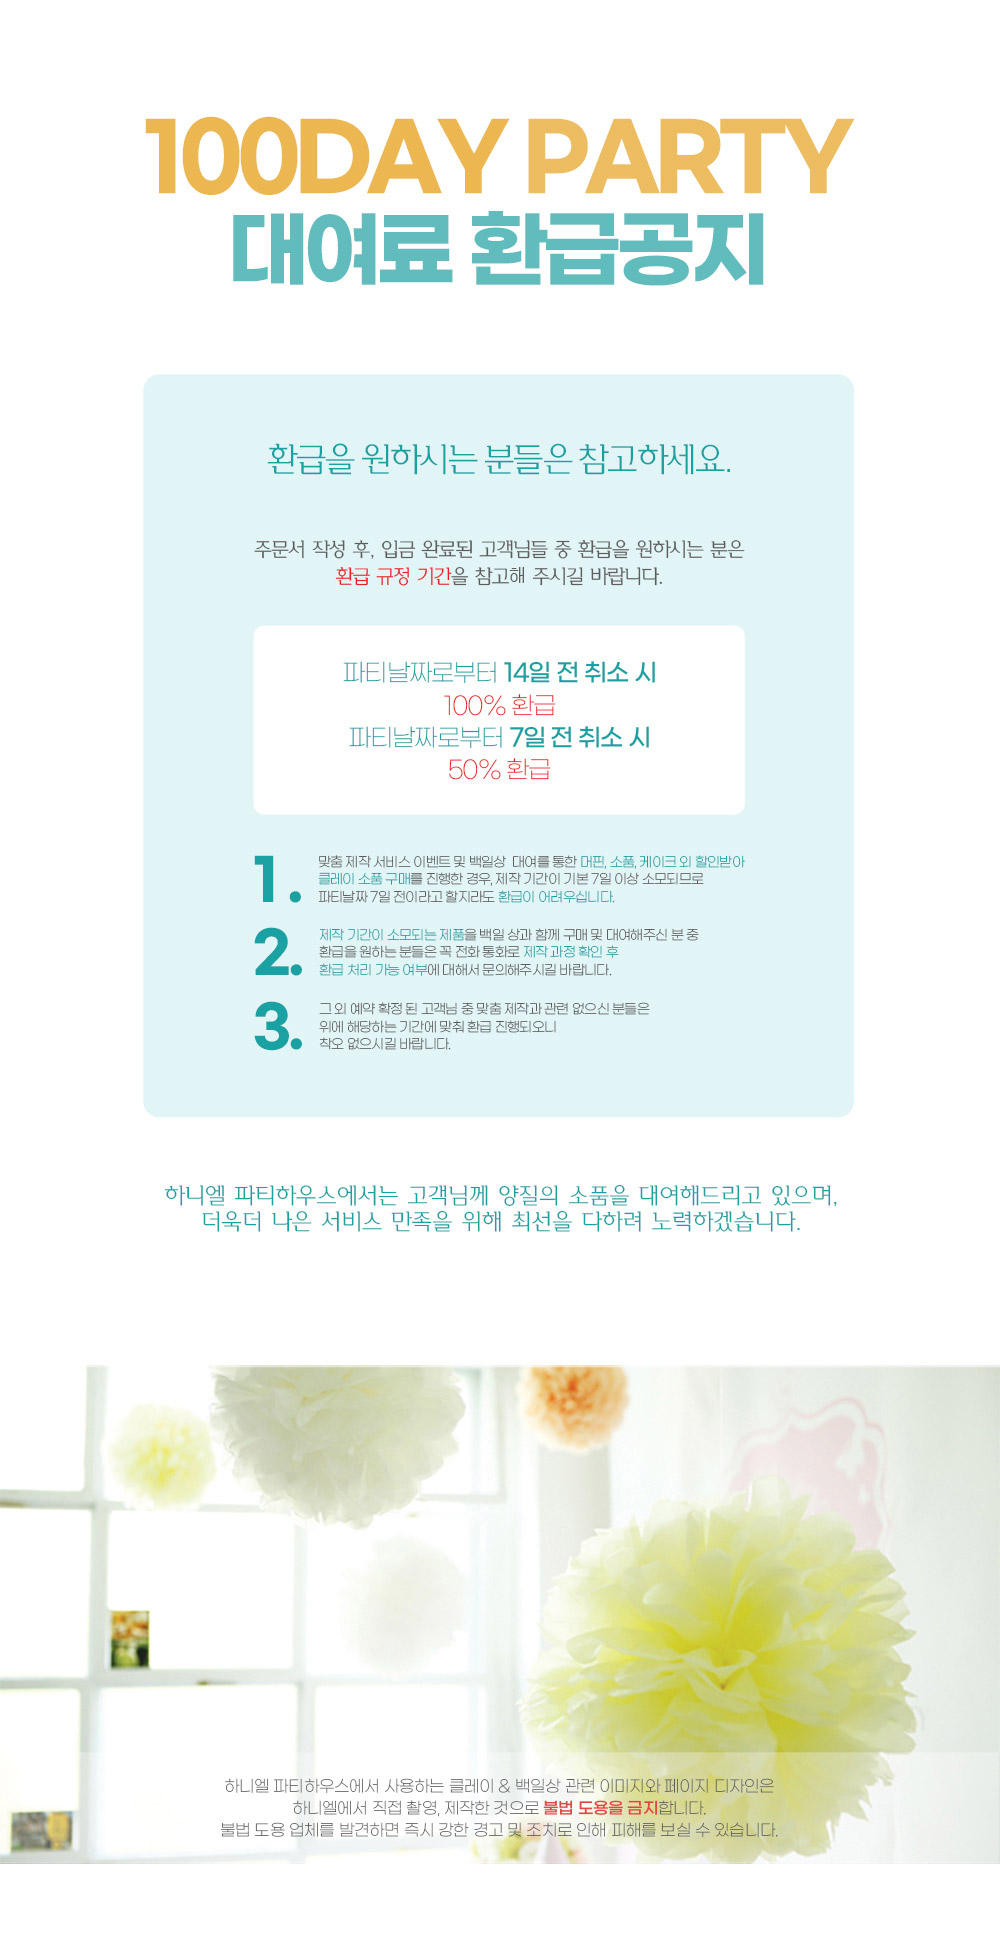 100DAY PARTY
대여료 환급공지
환급을 원하시는 분들은 참고하세요.
주문서 작성 후, 입금 완료된 고객님들 중 환급을 원하시는 분은
환급 규정 기간을 참고해 주시길 바랍니다.
파티날짜로부터 14일 전 취소 시
100% 환급
파티날짜로부터 7일 전 취소 시
50% 환급
1.
맞춤 제작 서비스 이벤트 및 백일상 대여를 통한 머핀, 소품, 케이크 외 할인받아
클레이 소품 구매를 진행한 경우, 제작 기간이 기본 7일 이상 소모되므로
파티날짜 7일 전이라고 할지라도 환급이 어려우십니다.
2.
제작 기간이 소모되는 제품을 백일 상과 함께 구매 및 대여해주신 분 중
환급을 원하는 분들은 꼭 전화 통화로 제작 과정 확인 후
환급 처리 가능 여부에 대해서 문의해주시길 바랍니다.
3.
그 외 예약 확정 된 고객님 중 맞춤 제작과 관련 없으신 분들은
위에 해당하는 기간에 맞춰 환급 진행되오니
착오 없으시길 바랍니다.
하니엘 파티하우스에서는 고객님께 양질의 소품을 대여해드리고 있으며,
더욱더 나은 서비스 만족을 위해 최선을 다하려 노력하겠습니다.
하니엘 파티하우스에서 사용하는 클레이 & 백일상 관련 이미지와 페이지 디자인은
하니엘에서 직접 촬영, 제작한 것으로 불법 도용을 금지합니다.
불법 도용 업체를 발견하면 즉시 강한 경고 및 조치로 인해 피해를 보실 수 있습니다.